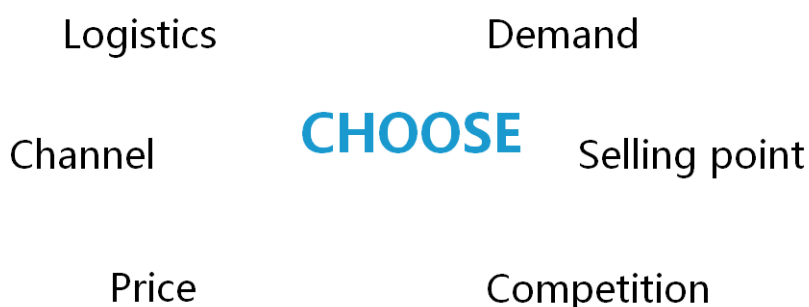 Logistics
Demand
CHOOSE
Channel
Selling point
Price
Competition